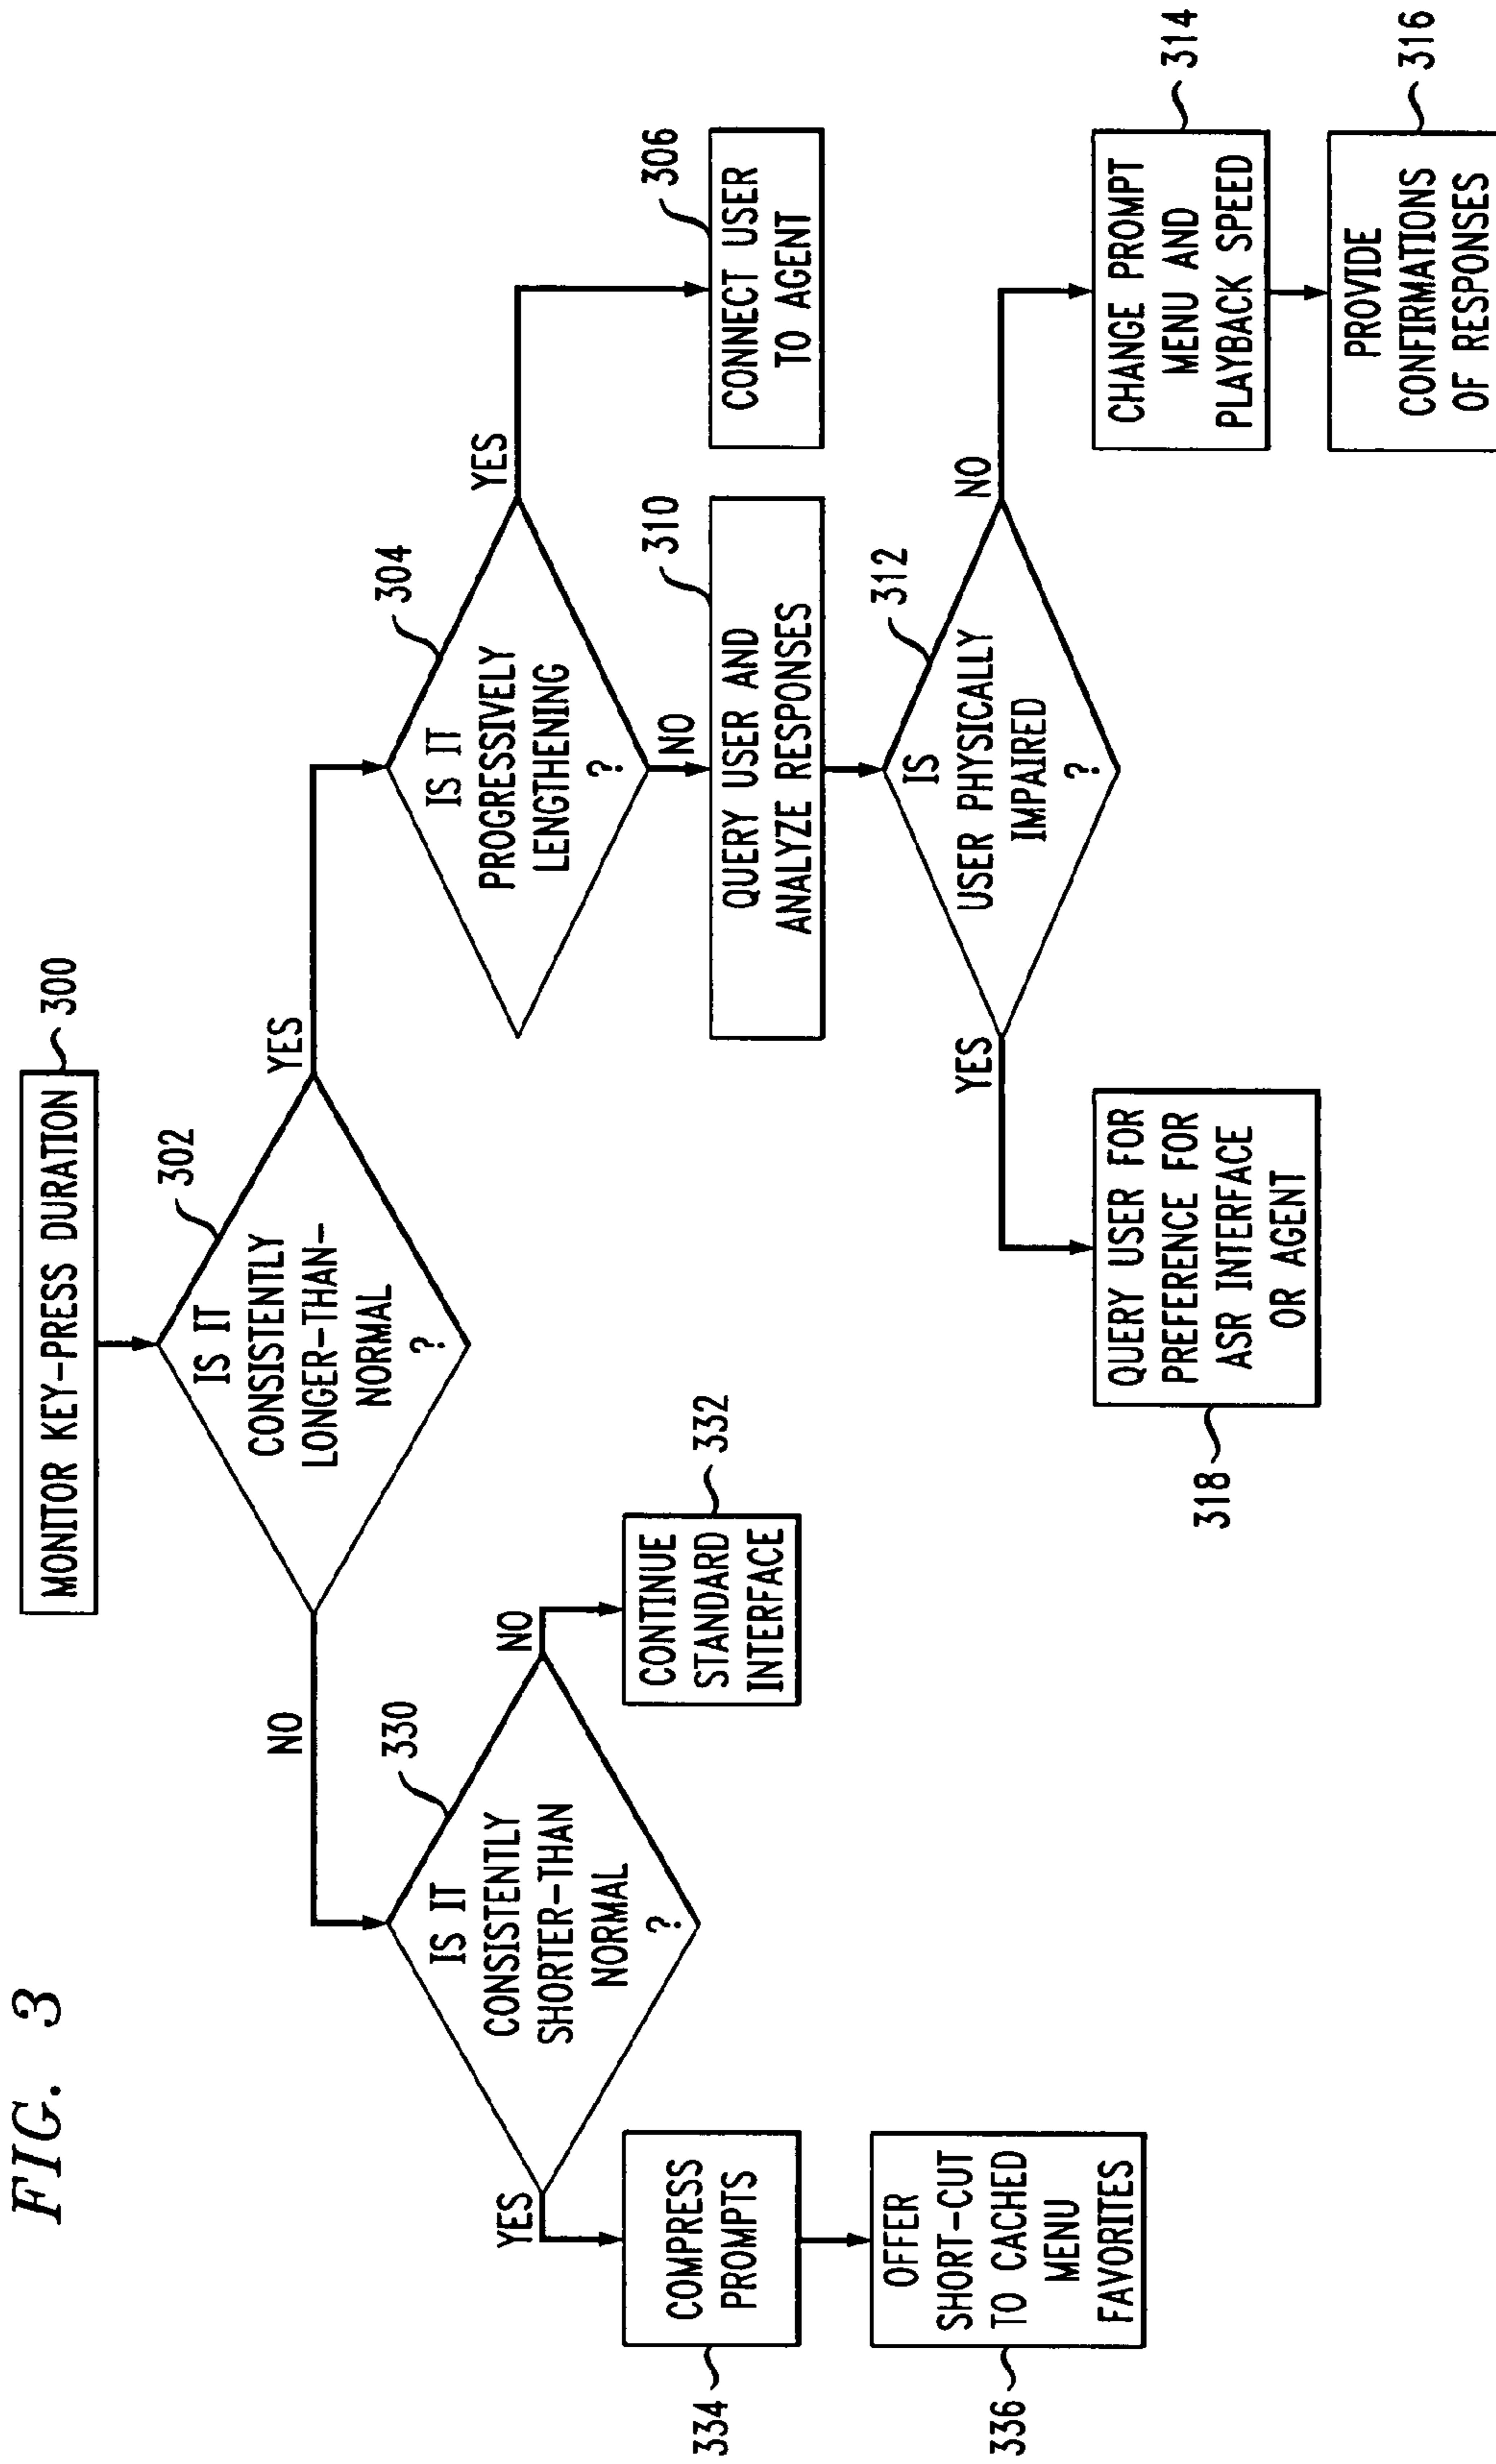 FIG. 3
MONITOR KEY-PRESS DURATION
300
302
IS IT
CONSISTENTLY
LONGER-THAN-
NORMAL
?
NO
YES
330
IS IT
CONSISTENTLY
SHORTER-THAN
NORMAL
?
YES
NO
334
COMPRESS
PROMPTS
336
OFFER
SHORT-CUT
TO CACHED
MENU
FAVORITES
332
CONTINUE
STANDARD
INTERFACE
304
IS IT
PROGRESSIVELY
LENGTHENING
?
YES
NO
306
CONNECT USER
TO AGENT
310
QUERY USER AND
ANALYZE RESPONSES
312
IS
USER PHYSICALLY
IMPAIRED
?
YES
NO
318
QUERY USER FOR
PREFERENCE FOR
ASR INTERFACE
OR AGENT
314
CHANGE PROMPT
MENU AND
PLAYBACK SPEED
316
PROVIDE
CONFIRMATIONS
OF RESPONSES